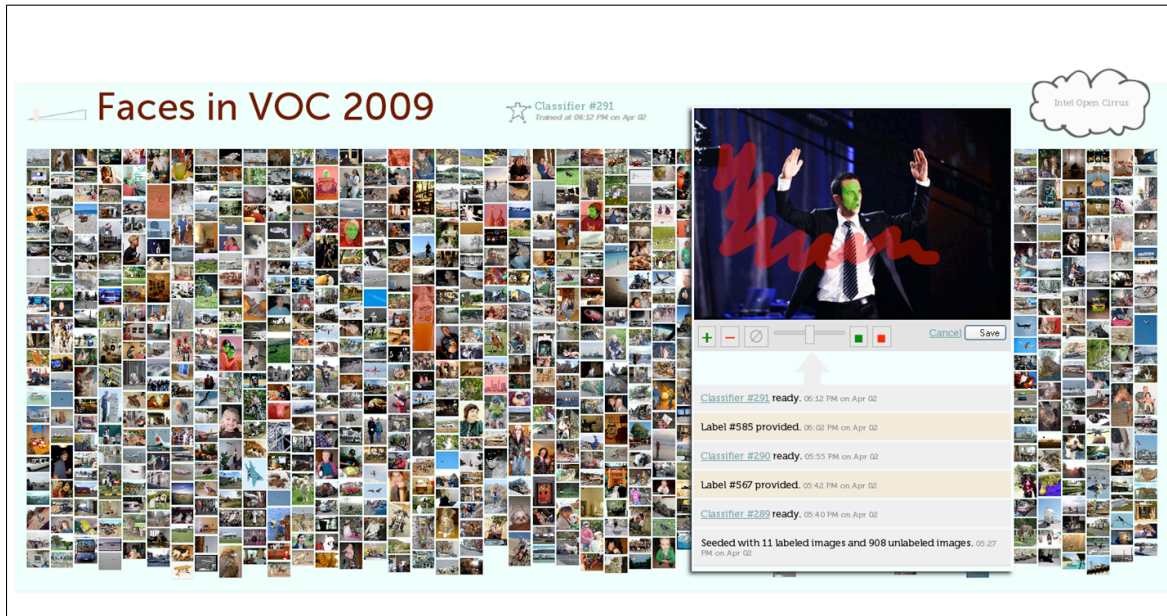 Faces in VOC 2009
Classifier #291
Trained at 06:12 PM on Apr 02
Intel Open Cirrus
Cancel Save
Classifier #291 ready. 06:12 PM on Apr 02
Label #585 provided. 06:02 PM on Apr 02
Classifier #290 ready. 05:55 PM on Apr 02
Label #567 provided. 05:42 PM on Apr 02
Classifier #289 ready. 05:40 PM on Apr 02
Seeded with 11 labeled images and 908 unlabeled images. 05:27
PM on Apr 02